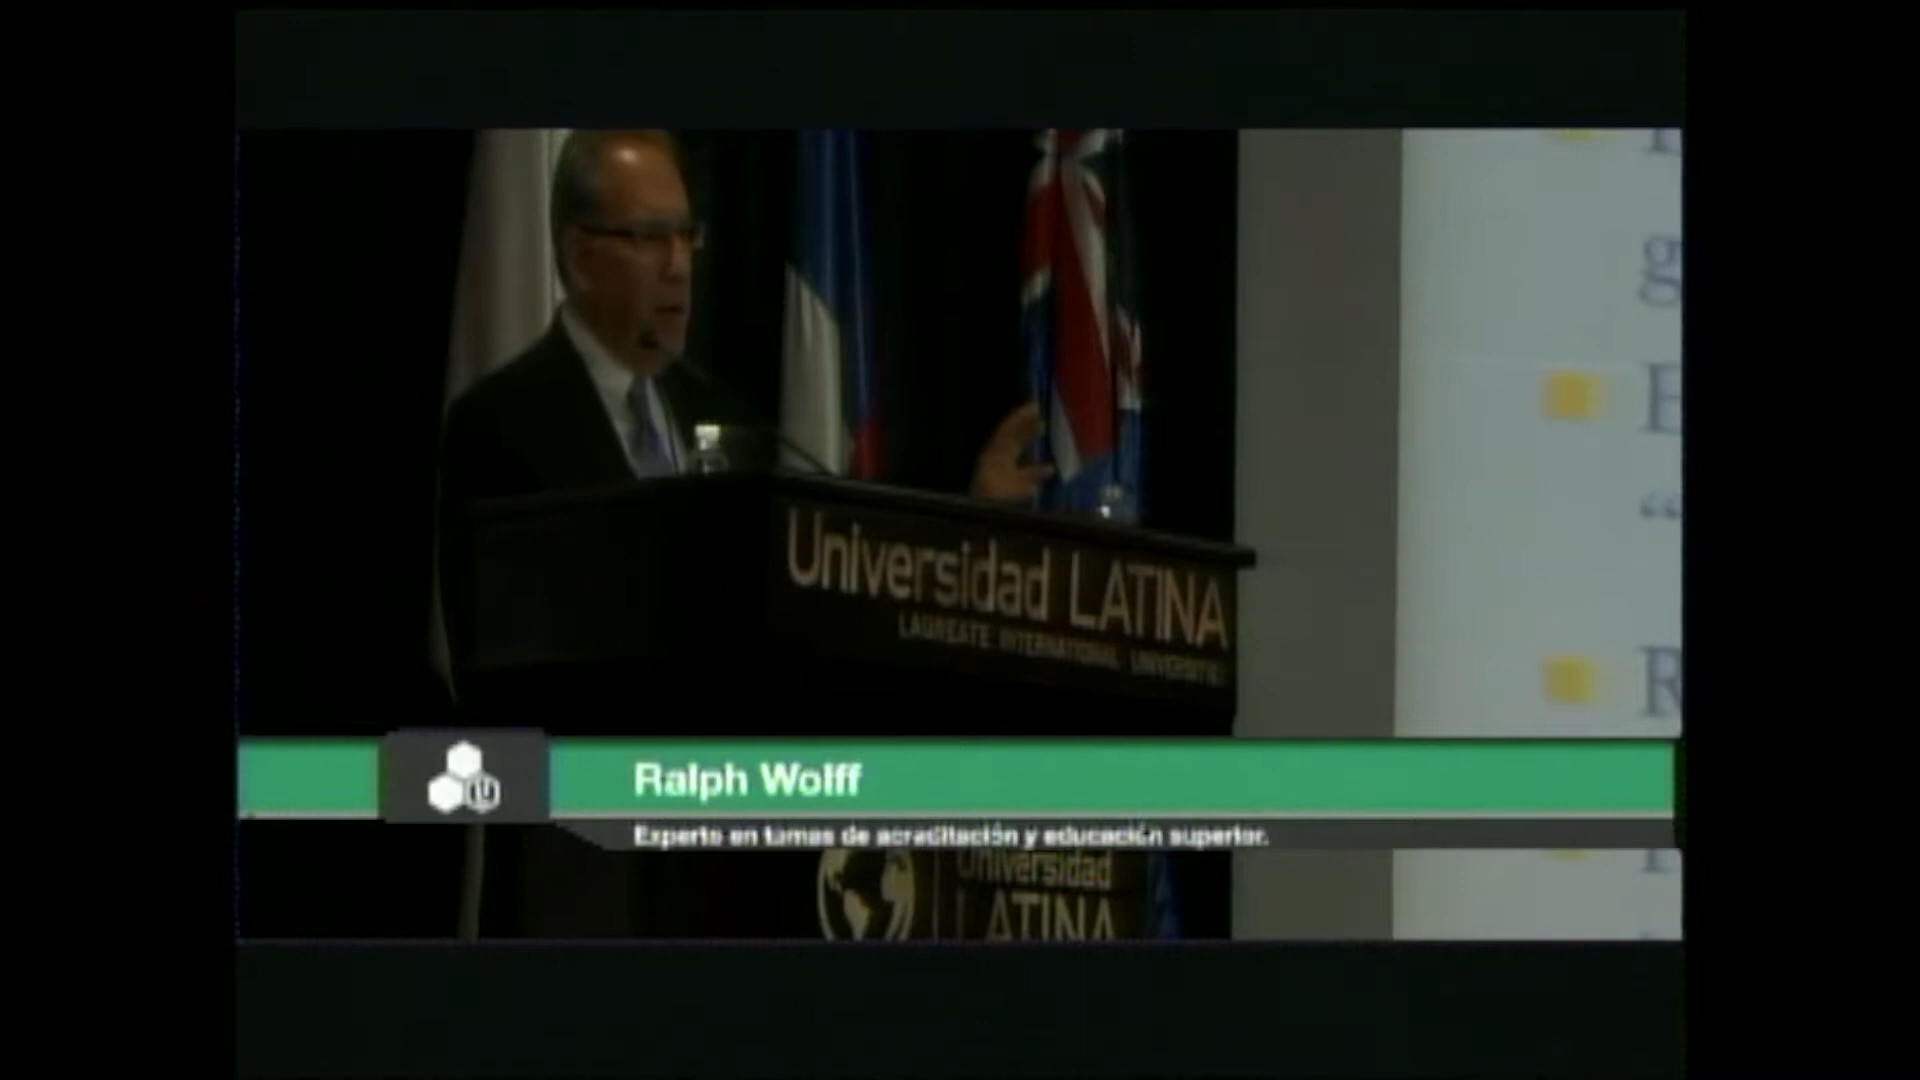 Universidad LATINA
LAUREATE INTERNATIONAL UNIVERSITIES
g
E
“
R
Ralph Wolff
Experto en temas de acreditación y educación superior.
Universidad
LATINA